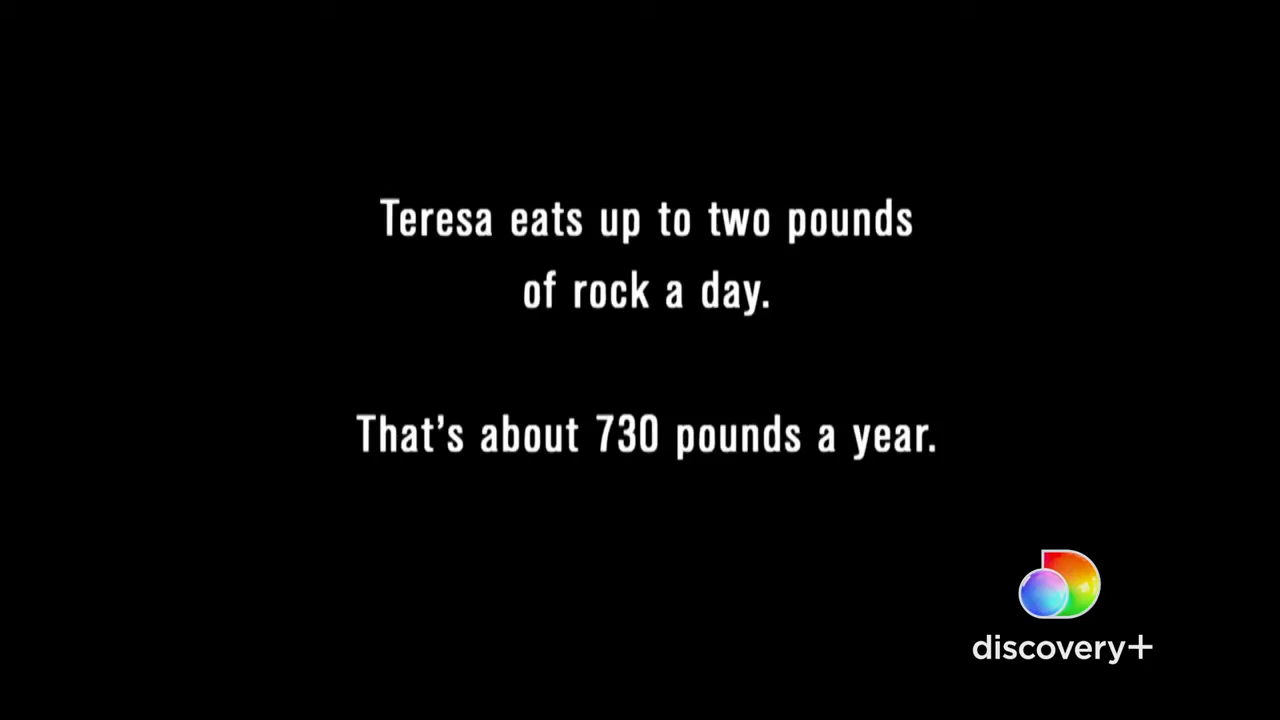 Teresa eats up to two pounds
of rock a day.
That's about 730 pounds a year.
discovery+